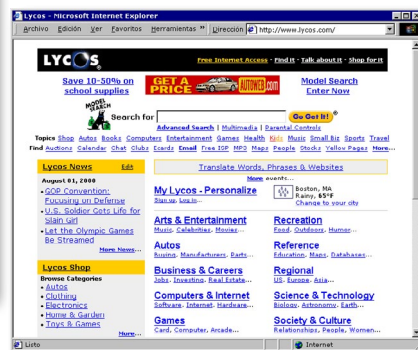 Lycos - Microsoft Internet Explorer
Archivo Edición Ver Favoritos Herramientas » Dirección http://www.lycos.com/
LYCOS Free Internet Access - Find it - Talk about it - Shop for it
Save 10-50% on school supplies
GET A PRICE AUTOWEB.com
Model Search Enter Now
MODEL SEARCH
Search for Go Get It!
Advanced Search | Multimedia | Parental Controls
Topics Shop Autos Books Computers Entertainment Games Health Kids Music Small Biz Sports Travel
Find Auctions Calendar Chat Clubs Ecards Email Free ISP MP3 Maps People Stocks Yellow Pages More...
Lycos News Edit
August 01, 2000
• GOP Convention: Focusing on Defense
• U.S. Soldier Gots Life for Slain Girl
• Let the Olympic Games Be Streamed
More News...
Lycos Shop
Browse Categories
• Autos
• Clothing
• Electronics
• Home & Garden
• Toys & Games
More...
Translate Words, Phrases & Websites
More events...
My Lycos - Personalize
Sign up, Log in...
Boston, MA
Rainy, 65°F
Change to your city
Arts & Entertainment
Music, Celebrities, Movies...
Recreation
Food, Outdoors, Humor...
Autos
Buying, Manufacturers, Parts...
Reference
Education, Maps, Databases...
Business & Careers
Jobs, Investing, Real Estate...
Regional
US, Europe, Asia...
Computers & Internet
Software, Internet, Hardware...
Science & Technology
Biology, Astronomy, Earth...
Games
Card, Computer, Arcade...
Society & Culture
Relationships, People, Women...
Listo Internet